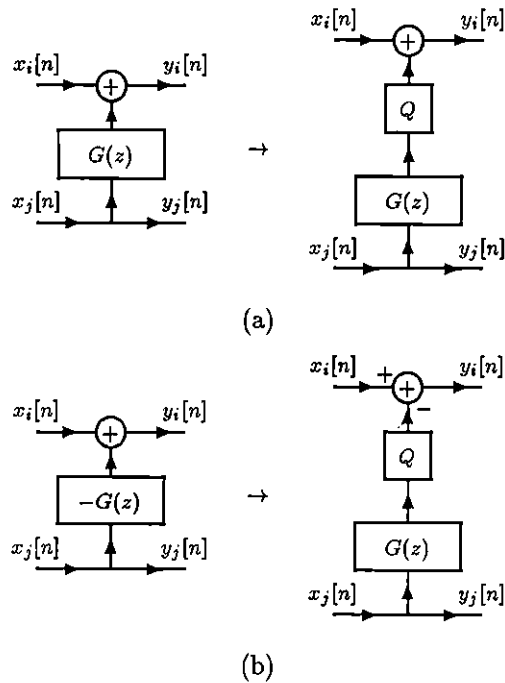 x_i[n] y_i[n] x_i[n] y_i[n]
+ +
Q
G(z) → G(z)
x_j[n] y_j[n] x_j[n] y_j[n]
(a)
x_i[n] y_i[n] x_i[n] + y_i[n]
+ +
−
Q
−G(z) → G(z)
x_j[n] y_j[n] x_j[n] y_j[n]
(b)